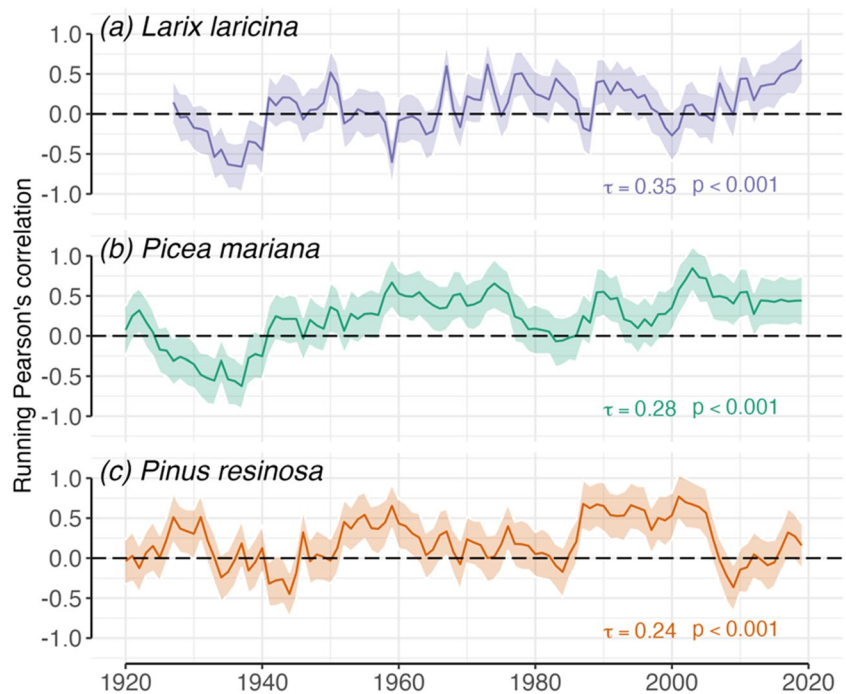 (a) Larix laricina
1.0
0.5
0.0
-0.5
-1.0
τ = 0.35 p < 0.001
(b) Picea mariana
1.0
0.5
0.0
-0.5
-1.0
τ = 0.28 p < 0.001
(c) Pinus resinosa
1.0
0.5
0.0
-0.5
-1.0
τ = 0.24 p < 0.001
Running Pearson's correlation
1920 1940 1960 1980 2000 2020